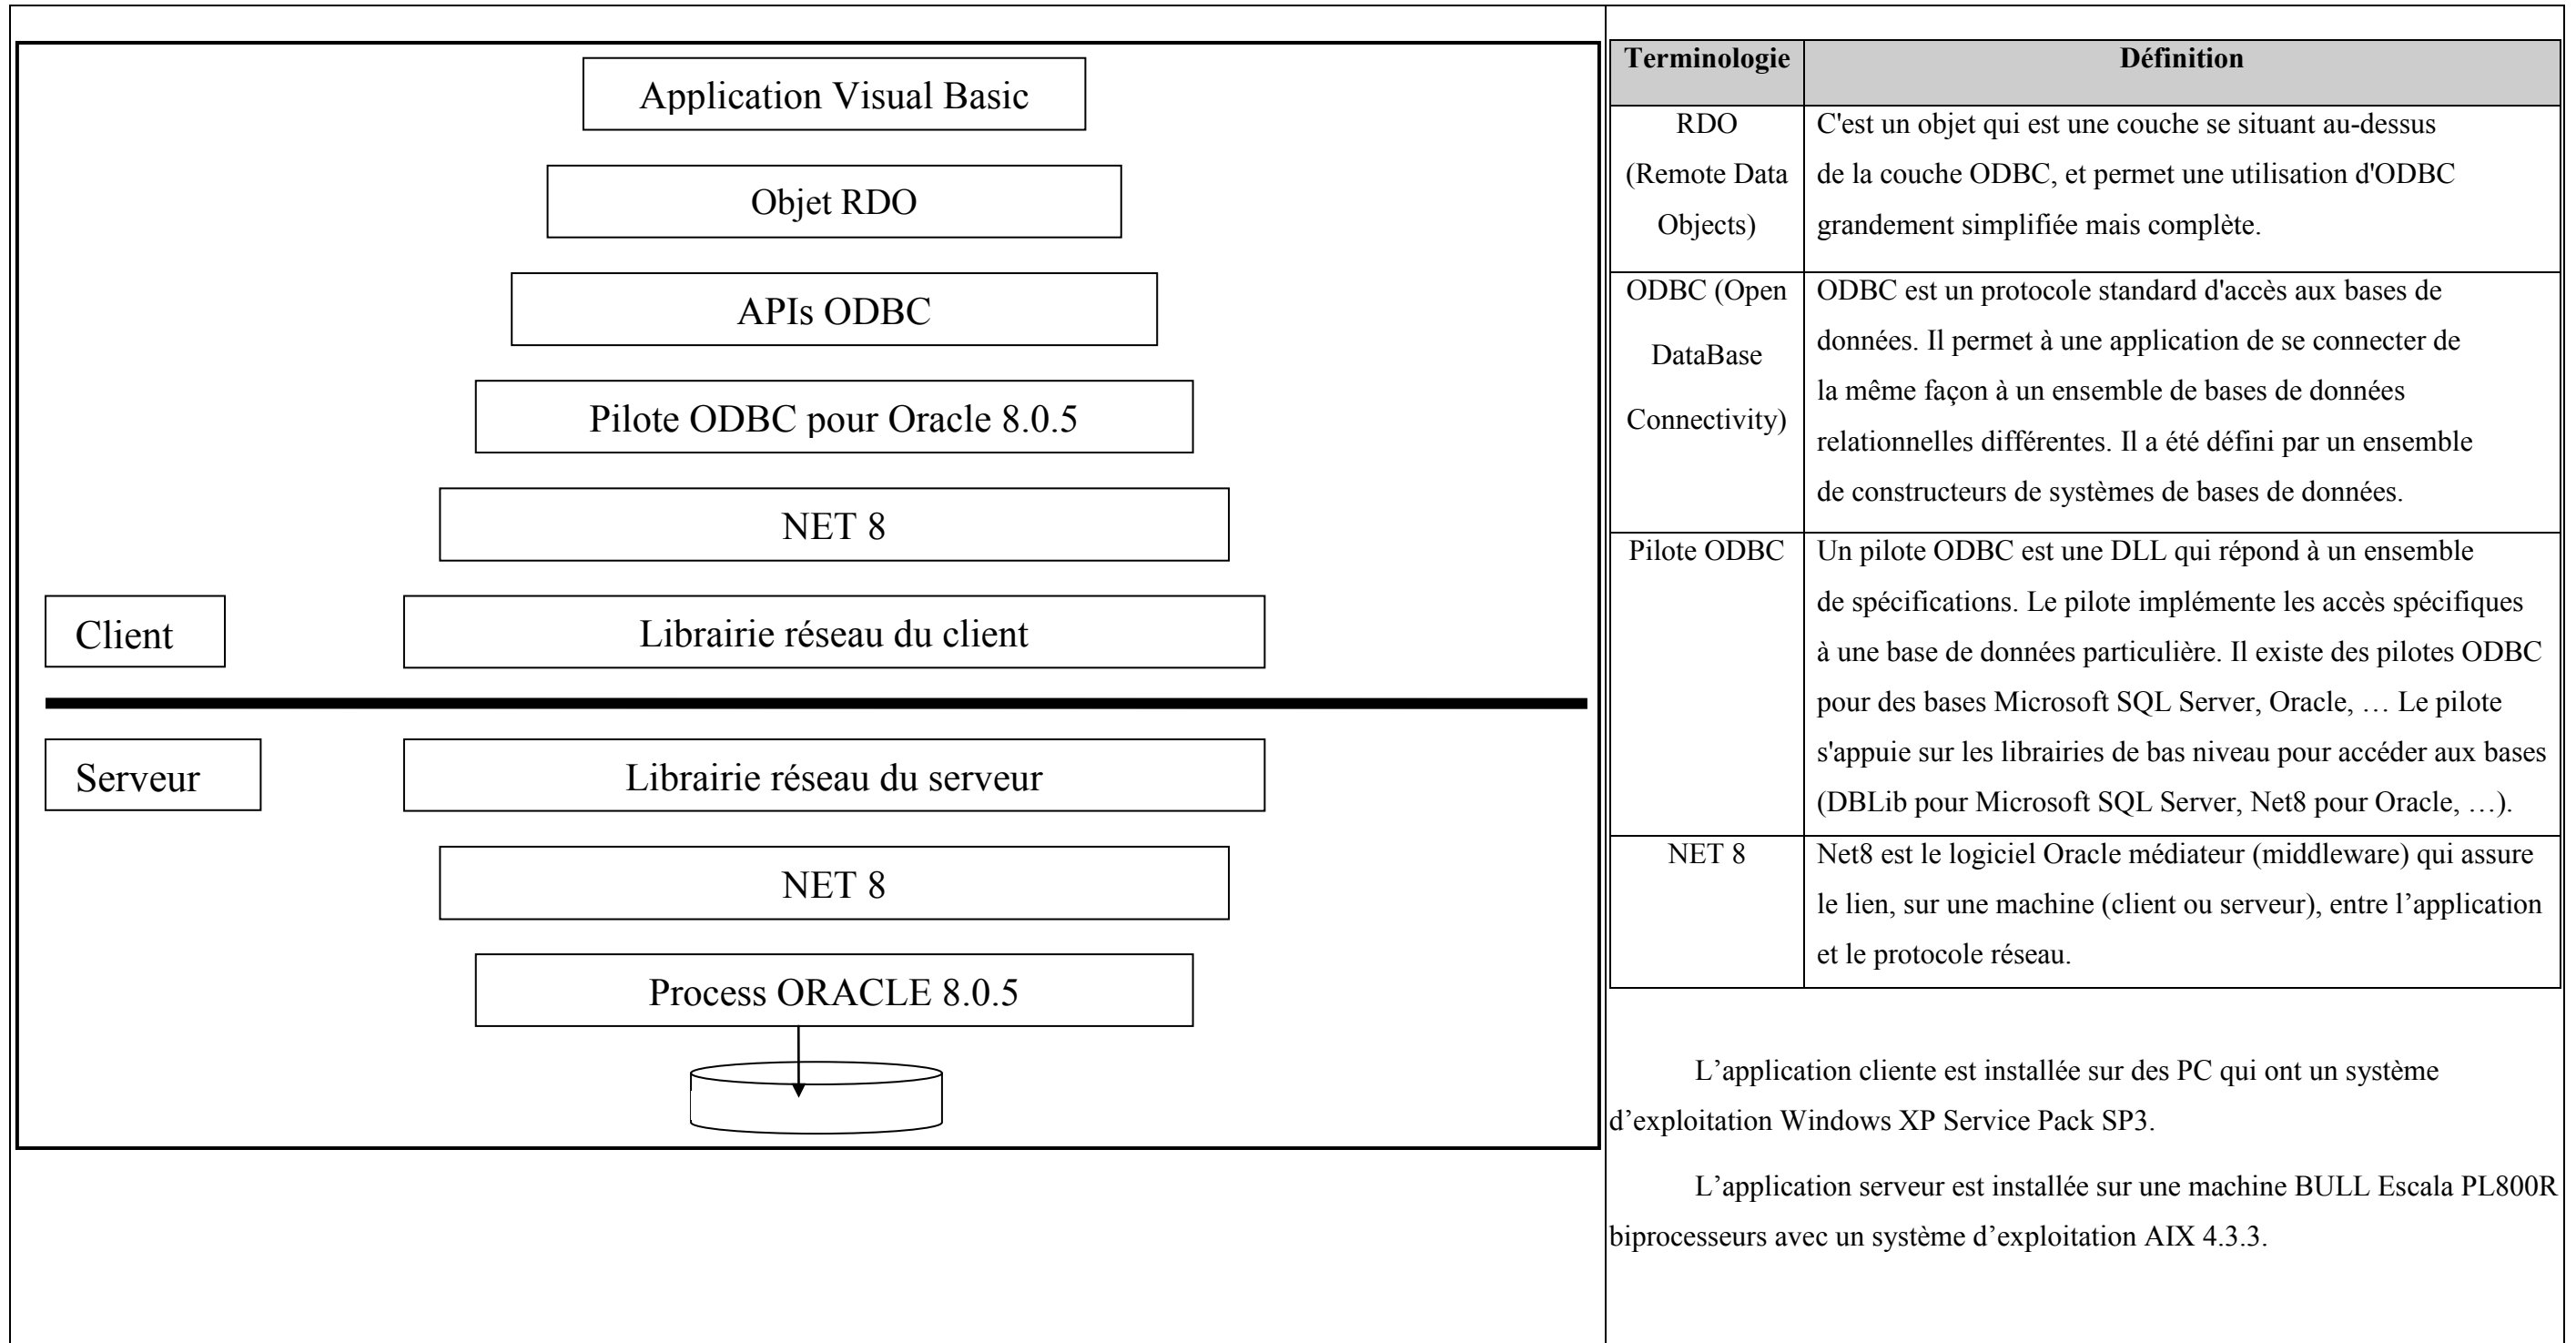 Application Visual Basic
Objet RDO
APIs ODBC
Pilote ODBC pour Oracle 8.0.5
NET 8
Client
Librairie réseau du client
Serveur
Librairie réseau du serveur
NET 8
Process ORACLE 8.0.5
Terminologie Définition
RDO
(Remote Data
Objects)
C'est un objet qui est une couche se situant au-dessus
de la couche ODBC, et permet une utilisation d'ODBC
grandement simplifiée mais complète.
ODBC (Open
DataBase
Connectivity)
ODBC est un protocole standard d'accès aux bases de
données. Il permet à une application de se connecter de
la même façon à un ensemble de bases de données
relationnelles différentes. Il a été défini par un ensemble
de constructeurs de systèmes de bases de données.
Pilote ODBC
Un pilote ODBC est une DLL qui répond à un ensemble
de spécifications. Le pilote implémente les accès spécifiques
à une base de données particulière. Il existe des pilotes ODBC
pour des bases Microsoft SQL Server, Oracle, … Le pilote
s'appuie sur les librairies de bas niveau pour accéder aux bases
(DBLib pour Microsoft SQL Server, Net8 pour Oracle, …).
NET 8
Net8 est le logiciel Oracle médiateur (middleware) qui assure
le lien, sur une machine (client ou serveur), entre l’application
et le protocole réseau.
L’application cliente est installée sur des PC qui ont un système
d’exploitation Windows XP Service Pack SP3.
L’application serveur est installée sur une machine BULL Escala PL800R
biprocesseurs avec un système d’exploitation AIX 4.3.3.